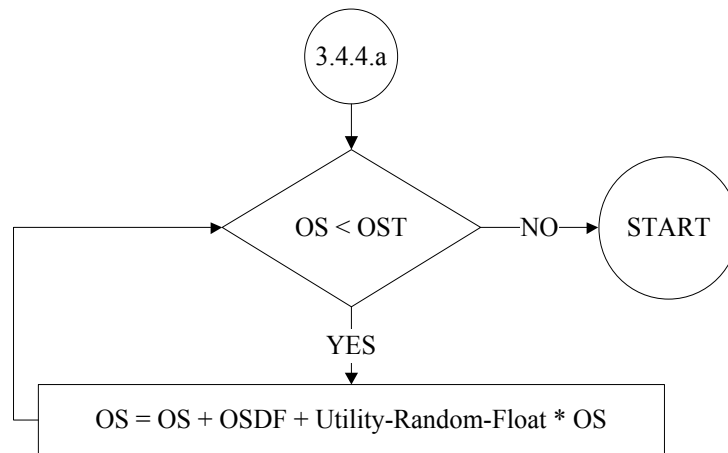 3.4.4.a
OS < OST
NO
START
YES
OS = OS + OSDF + Utility-Random-Float * OS